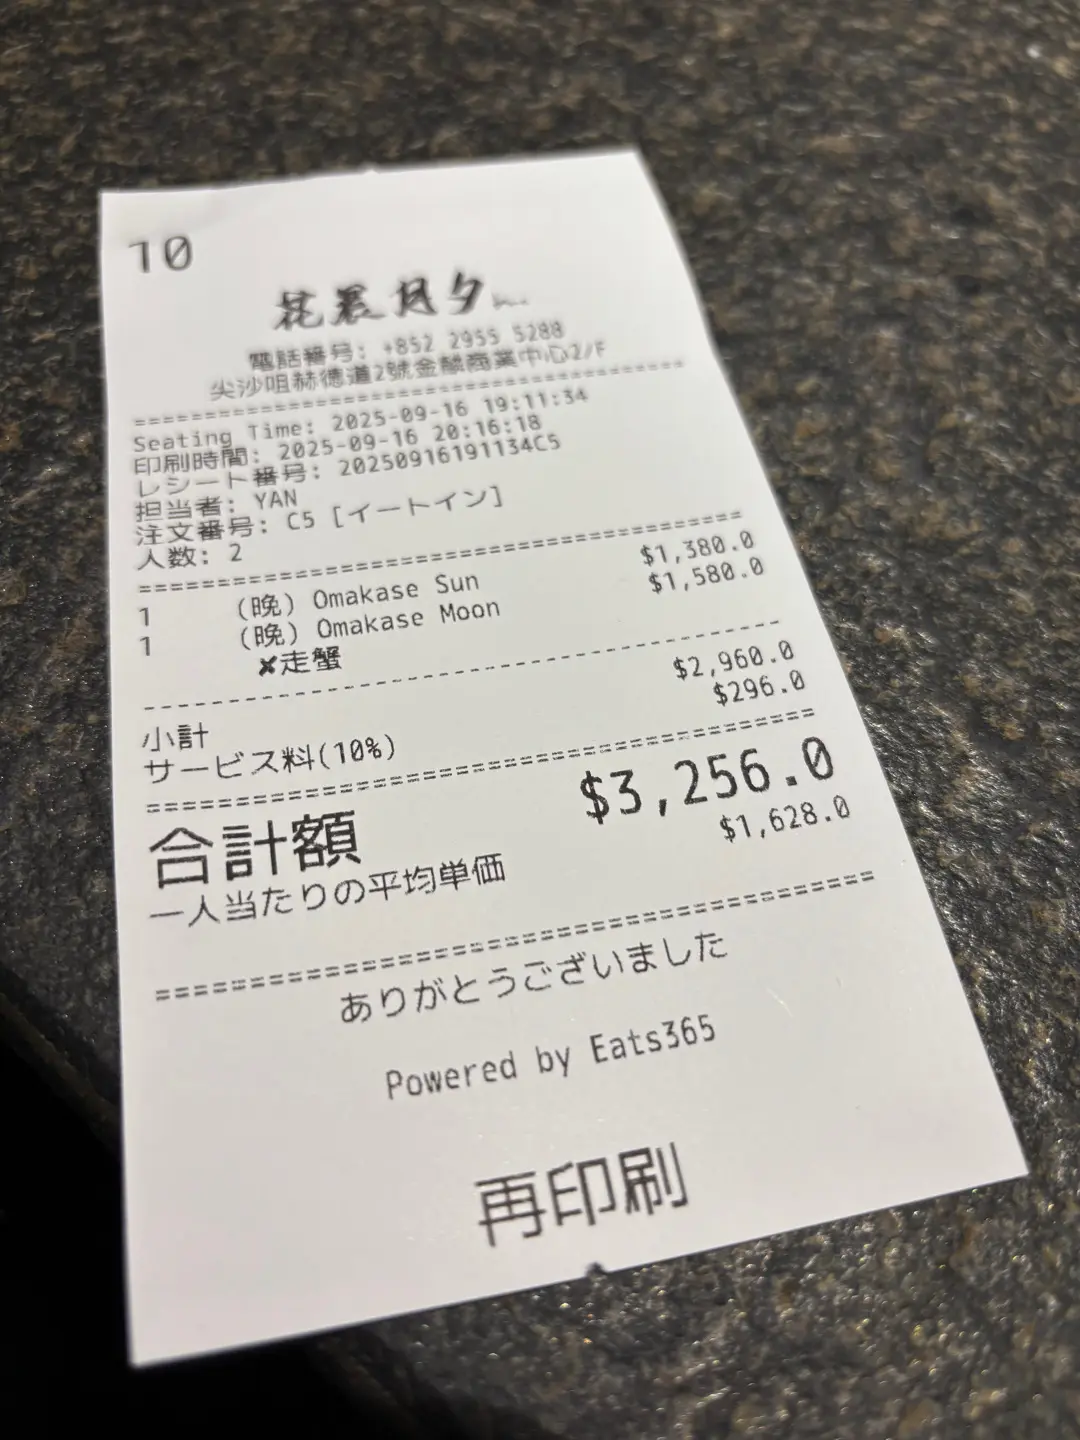 10
花晨月夕
電話番号: +852 2955 5288
尖沙咀赫德道2號金麟商業中心2/F
Seating Time: 2025-09-16 19:11:34
印刷時間: 2025-09-16 20:16:18
レシート番号: 20250916191134C5
担当者: YAN
注文番号: C5 [イートイン]
人数: 2
1 (晩) Omakase Sun $1,380.0
1 (晩) Omakase Moon $1,580.0
✘走蟹
小計 $2,960.0
サービス料(10%) $296.0
合計額 $3,256.0
一人当たりの平均単価 $1,628.0
ありがとうございました
Powered by Eats365
再印刷